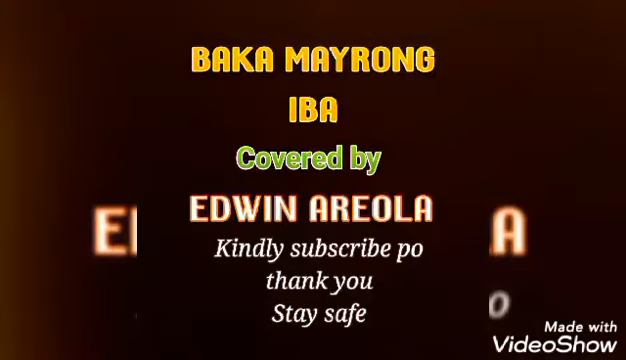 BAKA MAYRONG
IBA
Covered by
EDWIN AREOLA
Kindly subscribe po
thank you
Stay safe
Made with
VideoShow